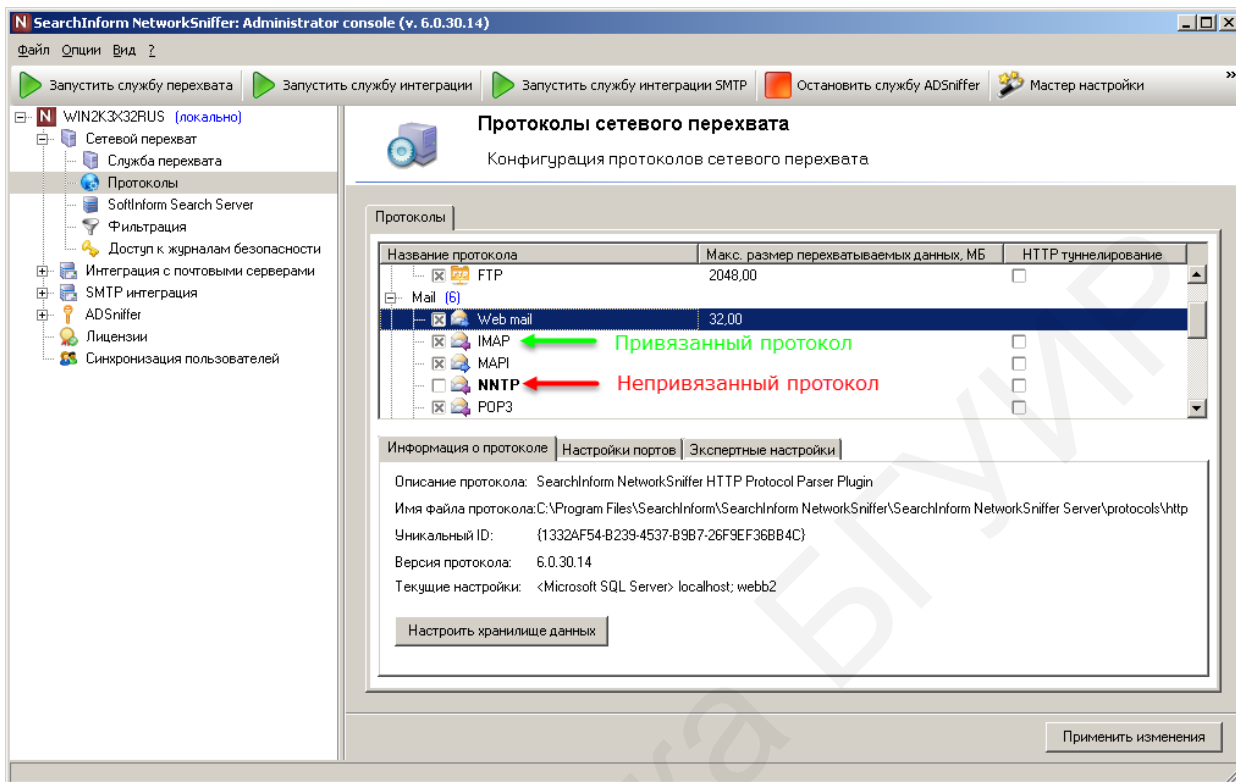 SearchInform NetworkSniffer: Administrator console (v. 6.0.30.14)
Файл Опции Вид ?
Запустить службу перехвата Запустить службу интеграции Запустить службу интеграции SMTP Остановить службу ADSniffer Мастер настройки »
WIN2K3X32RUS (локально)
Сетевой перехват
Служба перехвата
Протоколы
SoftInform Search Server
Фильтрация
Доступ к журналам безопасности
Интеграция с почтовыми серверами
SMTP интеграция
ADSniffer
Лицензии
Синхронизация пользователей
Протоколы сетевого перехвата
Конфигурация протоколов сетевого перехвата
Протоколы
Название протокола Макс. размер перехватываемых данных, МБ HTTP туннелирование
FTP 2048,00
Mail (6)
Web mail 32,00
IMAP Привязанный протокол
MAPI
NNTP Непривязанный протокол
POP3
Информация о протоколе Настройки портов Экспертные настройки
Описание протокола: SearchInform NetworkSniffer HTTP Protocol Parser Plugin
Имя файла протокола:C:\Program Files\SearchInform\SearchInform NetworkSniffer\SearchInform NetworkSniffer Server\protocols\http
Уникальный ID: {1332AF54-B239-4537-B9B7-26F9EF36BB4C}
Версия протокола: 6.0.30.14
Текущие настройки: <Microsoft SQL Server> localhost; webb2
Настроить хранилище данных
Применить изменения
БГУИР